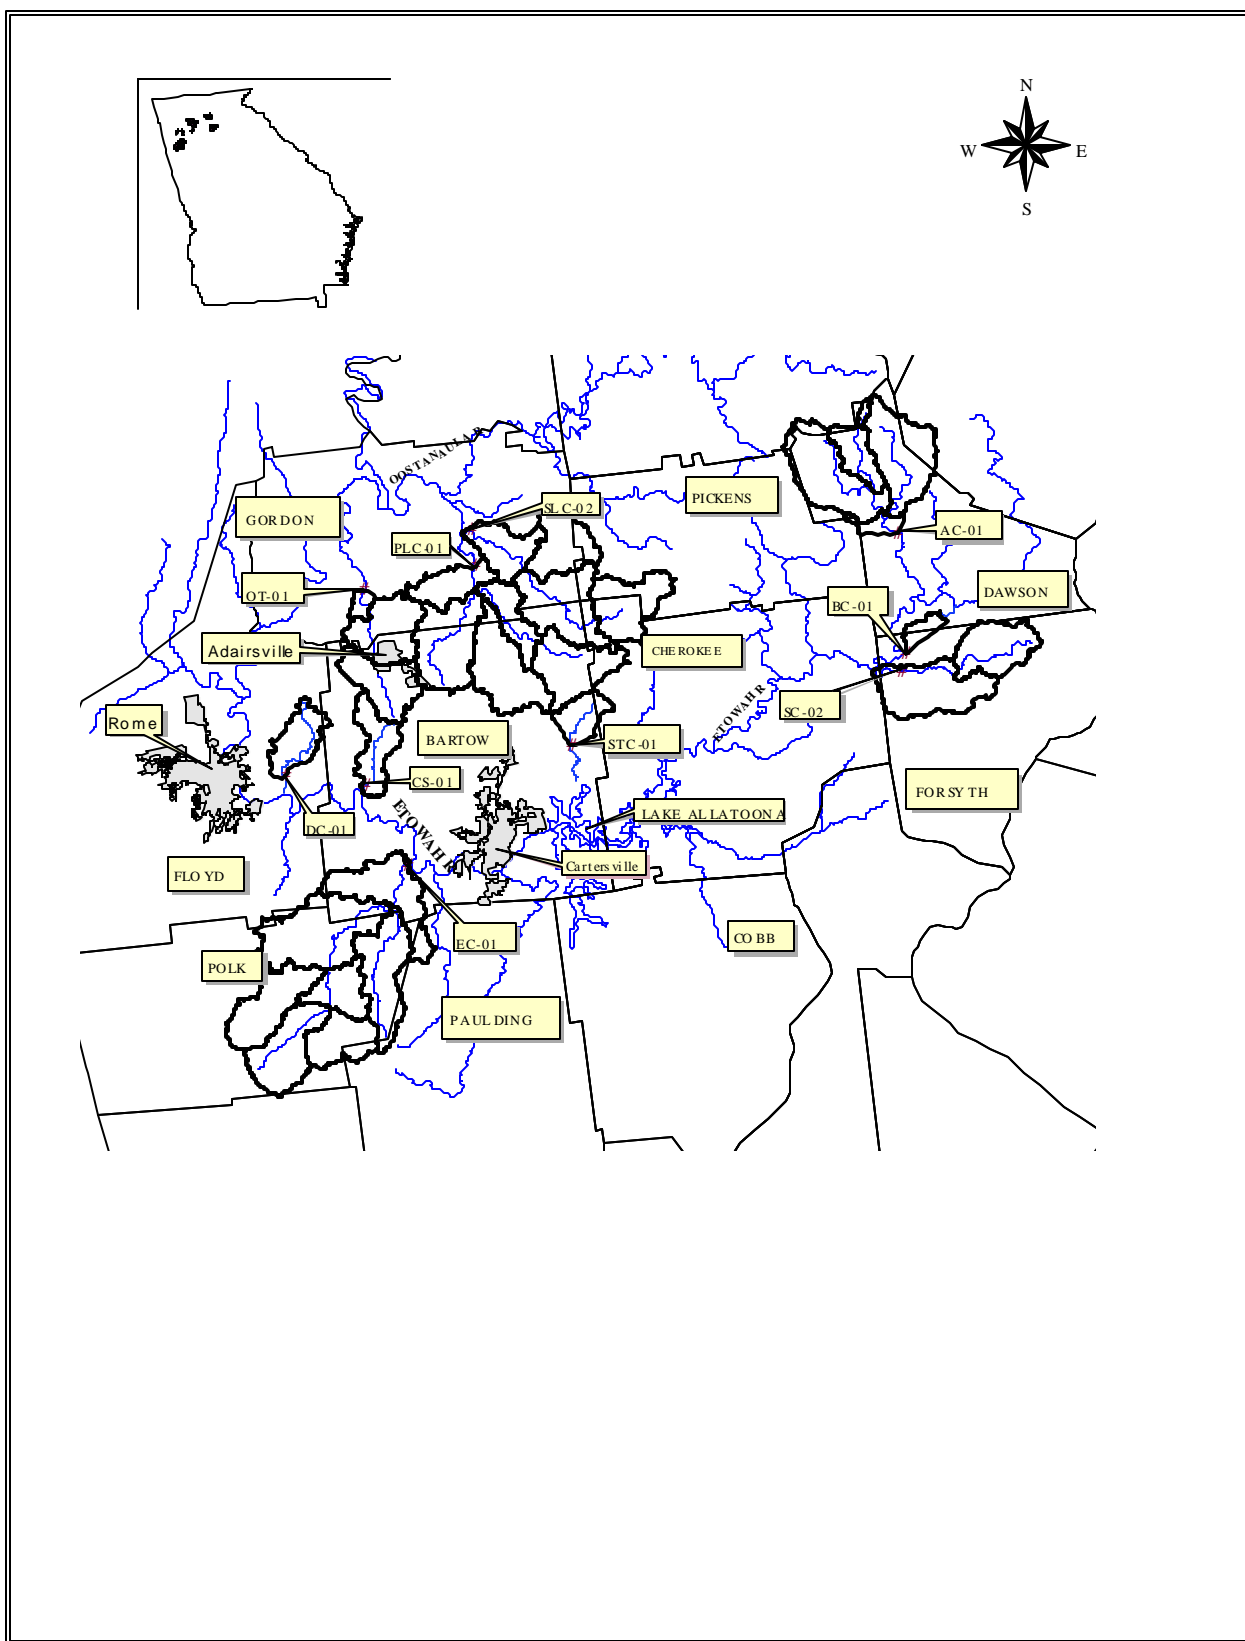 N
W E
S
OOSTANAULA R
SLC-02
PICKENS
GORDON
AC-01
PLC-01
OT-01
DAWSON
BC-01
Adairsville
CHEROKEE
ETOWAH R
SC-02
Rome
BARTOW
STC-01
CS-01
FORSYTH
LAKE ALLATOONA
DC-01
ETOWAH R
Cartersville
FLOYD
EC-01
COBB
POLK
PAULDING